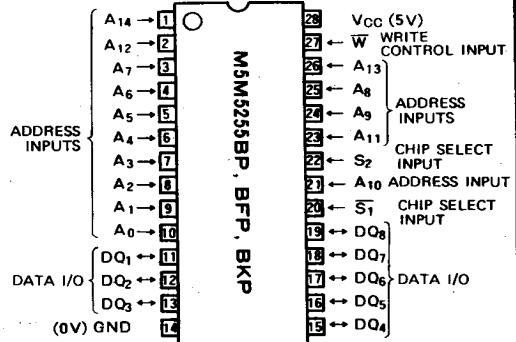 A14 → 1
A12 → 2
A7 → 3
A6 → 4
A5 → 5
A4 → 6
A3 → 7
A2 → 8
A1 → 9
A0 → 10
ADDRESS INPUTS
DQ1 ↔ 11
DQ2 ↔ 12
DQ3 ↔ 13
DATA I/O
(0V) GND 14
M5M5255BP, BFP, BKP
28 VCC (5V)
27 ← W̅ WRITE CONTROL INPUT
26 ← A13
25 ← A8
24 ← A9
23 ← A11
ADDRESS INPUTS
22 ← S2 CHIP SELECT INPUT
21 ← A10 ADDRESS INPUT
20 ← S̅1 CHIP SELECT INPUT
19 ↔ DQ8
18 ↔ DQ7
17 ↔ DQ6
16 ↔ DQ5
15 ↔ DQ4
DATA I/O